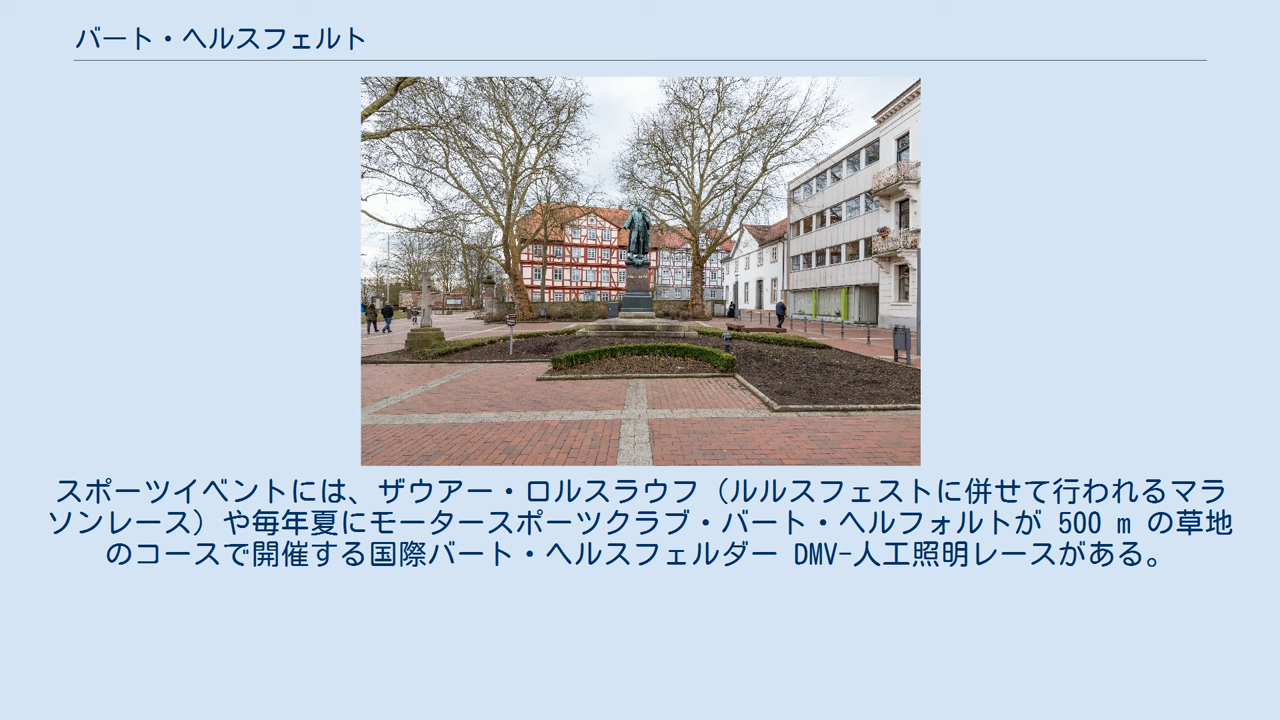 バート・ヘルスフェルト
スポーツイベントには、ザウアー・ロルスラウフ（ルルスフェストに併せて行われるマラ
ソンレース）や毎年夏にモータースポーツクラブ・バート・ヘルフォルトが 500 m の草地
のコースで開催する国際バート・ヘルスフェルダー DMV-人工照明レースがある。